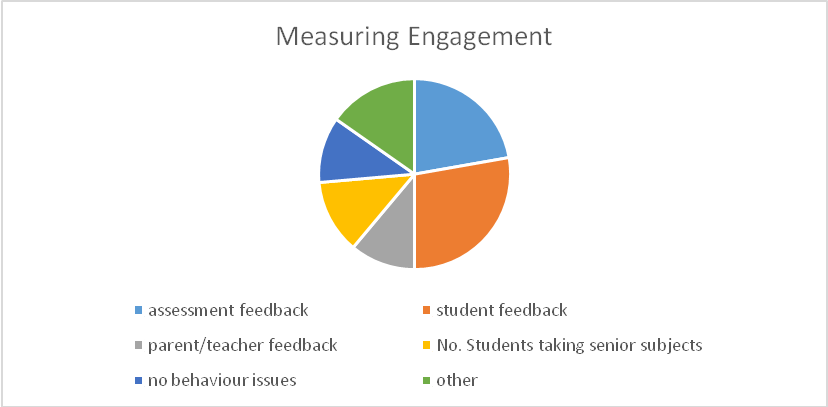 Measuring Engagement
assessment feedback
student feedback
parent/teacher feedback
No. Students taking senior subjects
no behaviour issues
other